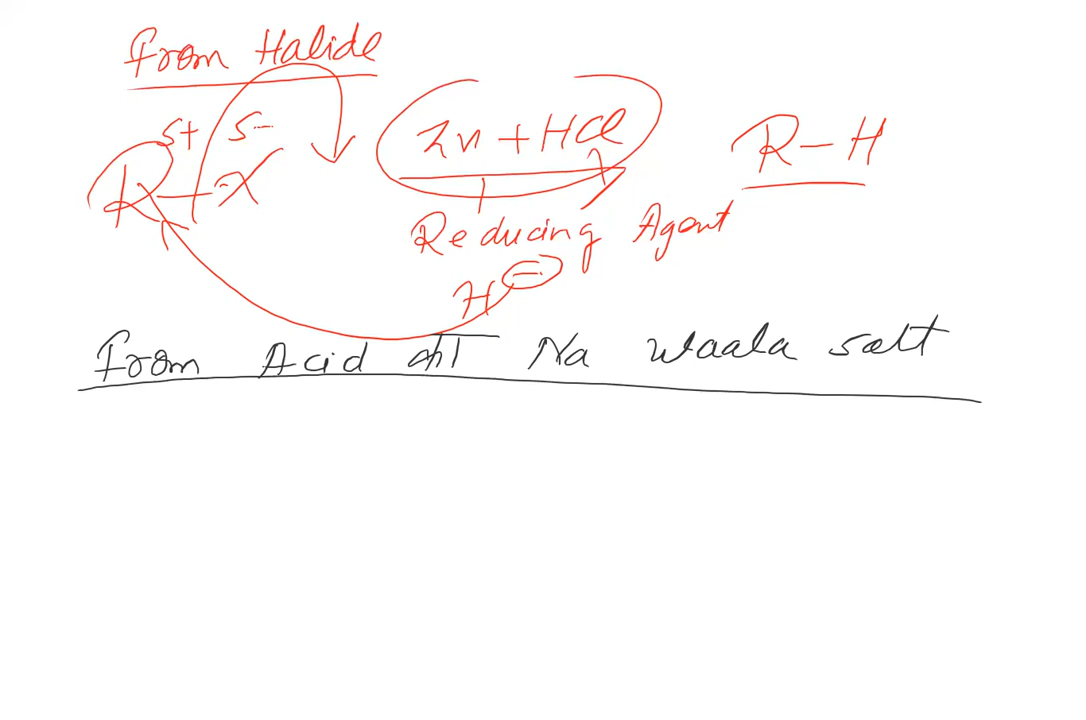 From Halide
δ+ δ-
R-X Zn + HCl R-H
Reducing Agent
H⊖
From Acid का Na waala salt